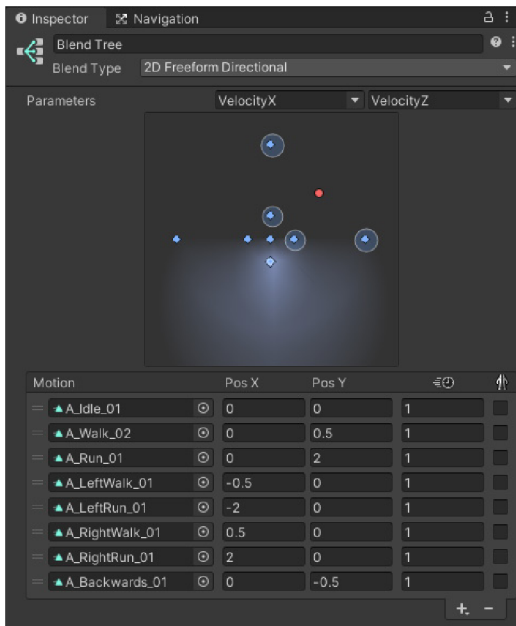 Inspector Navigation
Blend Tree
Blend Type 2D Freeform Directional
Parameters VelocityX VelocityZ
Motion Pos X Pos Y
A_Idle_01 0 0 1
A_Walk_02 0 0.5 1
A_Run_01 0 2 1
A_LeftWalk_01 -0.5 0 1
A_LeftRun_01 -2 0 1
A_RightWalk_01 0.5 0 1
A_RightRun_01 2 0 1
A_Backwards_01 0 -0.5 1